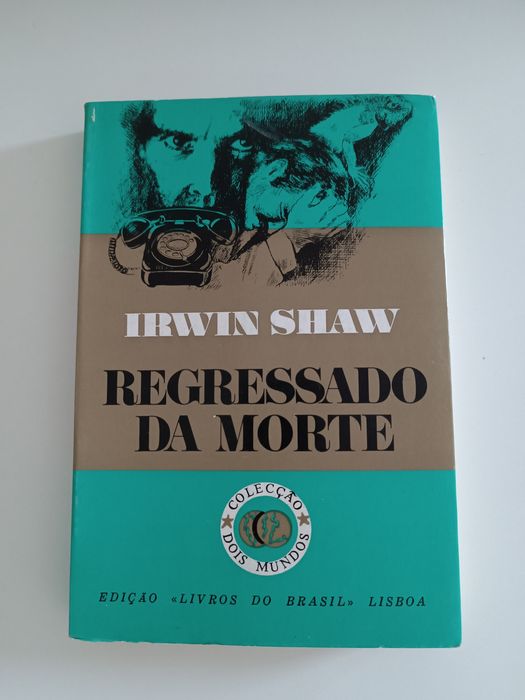 IRWIN SHAW
REGRESSADO
DA MORTE
COLECÇÃO
DOIS MUNDOS
EDIÇÃO «LIVROS DO BRASIL» LISBOA